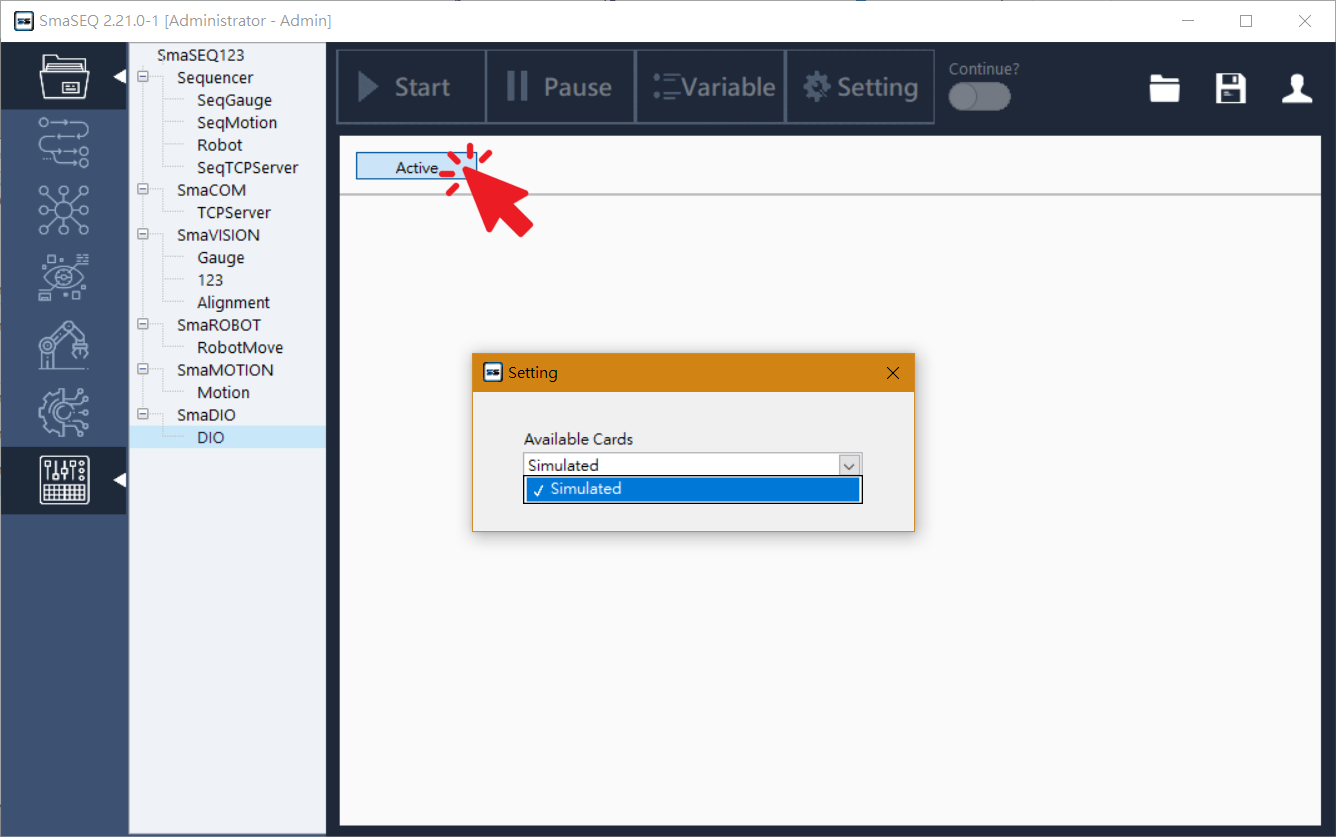 SmaSEQ 2.21.0-1 [Administrator - Admin]
SmaSEQ123
Sequencer
SeqGauge
SeqMotion
Robot
SeqTCPServer
SmaCOM
TCPServer
SmaVISION
Gauge
123
Alignment
SmaROBOT
RobotMove
SmaMOTION
Motion
SmaDIO
DIO
Start
Pause
Variable
Setting
Continue?
Active
Setting
Available Cards
Simulated
✓ Simulated